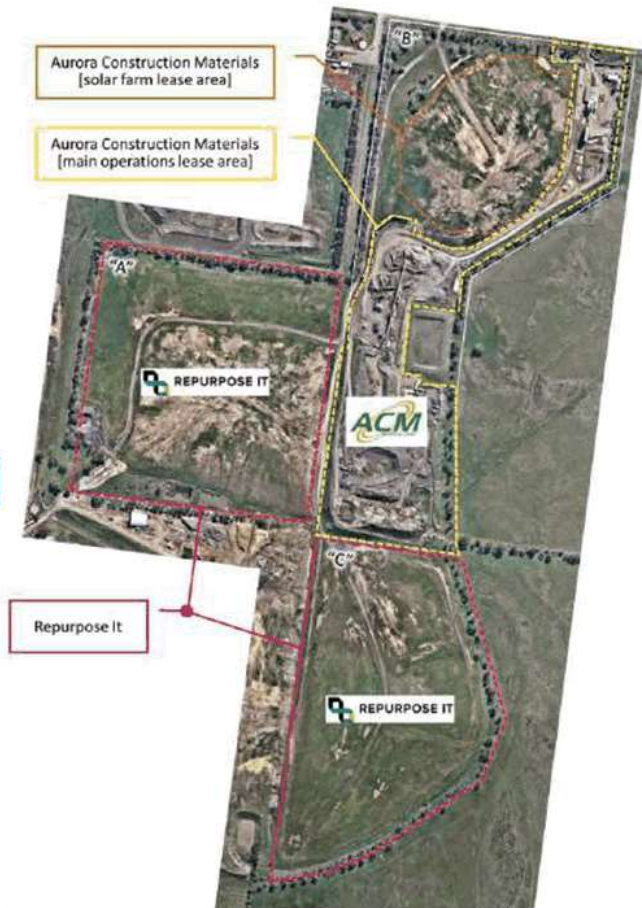 Aurora Construction Materials
[solar farm lease area]
"B"
Aurora Construction Materials
[main operations lease area]
"A"
REPURPOSE IT
ACM
"C"
Repurpose It
REPURPOSE IT